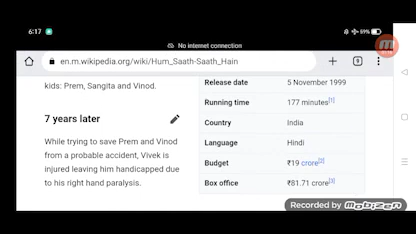 6:17
59%
No internet connection
en.m.wikipedia.org/wiki/Hum_Saath-Saath_Hain
9
kids: Prem, Sangita and Vinod.
7 years later
While trying to save Prem and Vinod
from a probable accident, Vivek is
injured leaving him handicapped due
to his right hand paralysis.
Release date 5 November 1999
Running time 177 minutes[1]
Country India
Language Hindi
Budget ₹19 crore[2]
Box office ₹81.71 crore[3]
Recorded by Mobizen